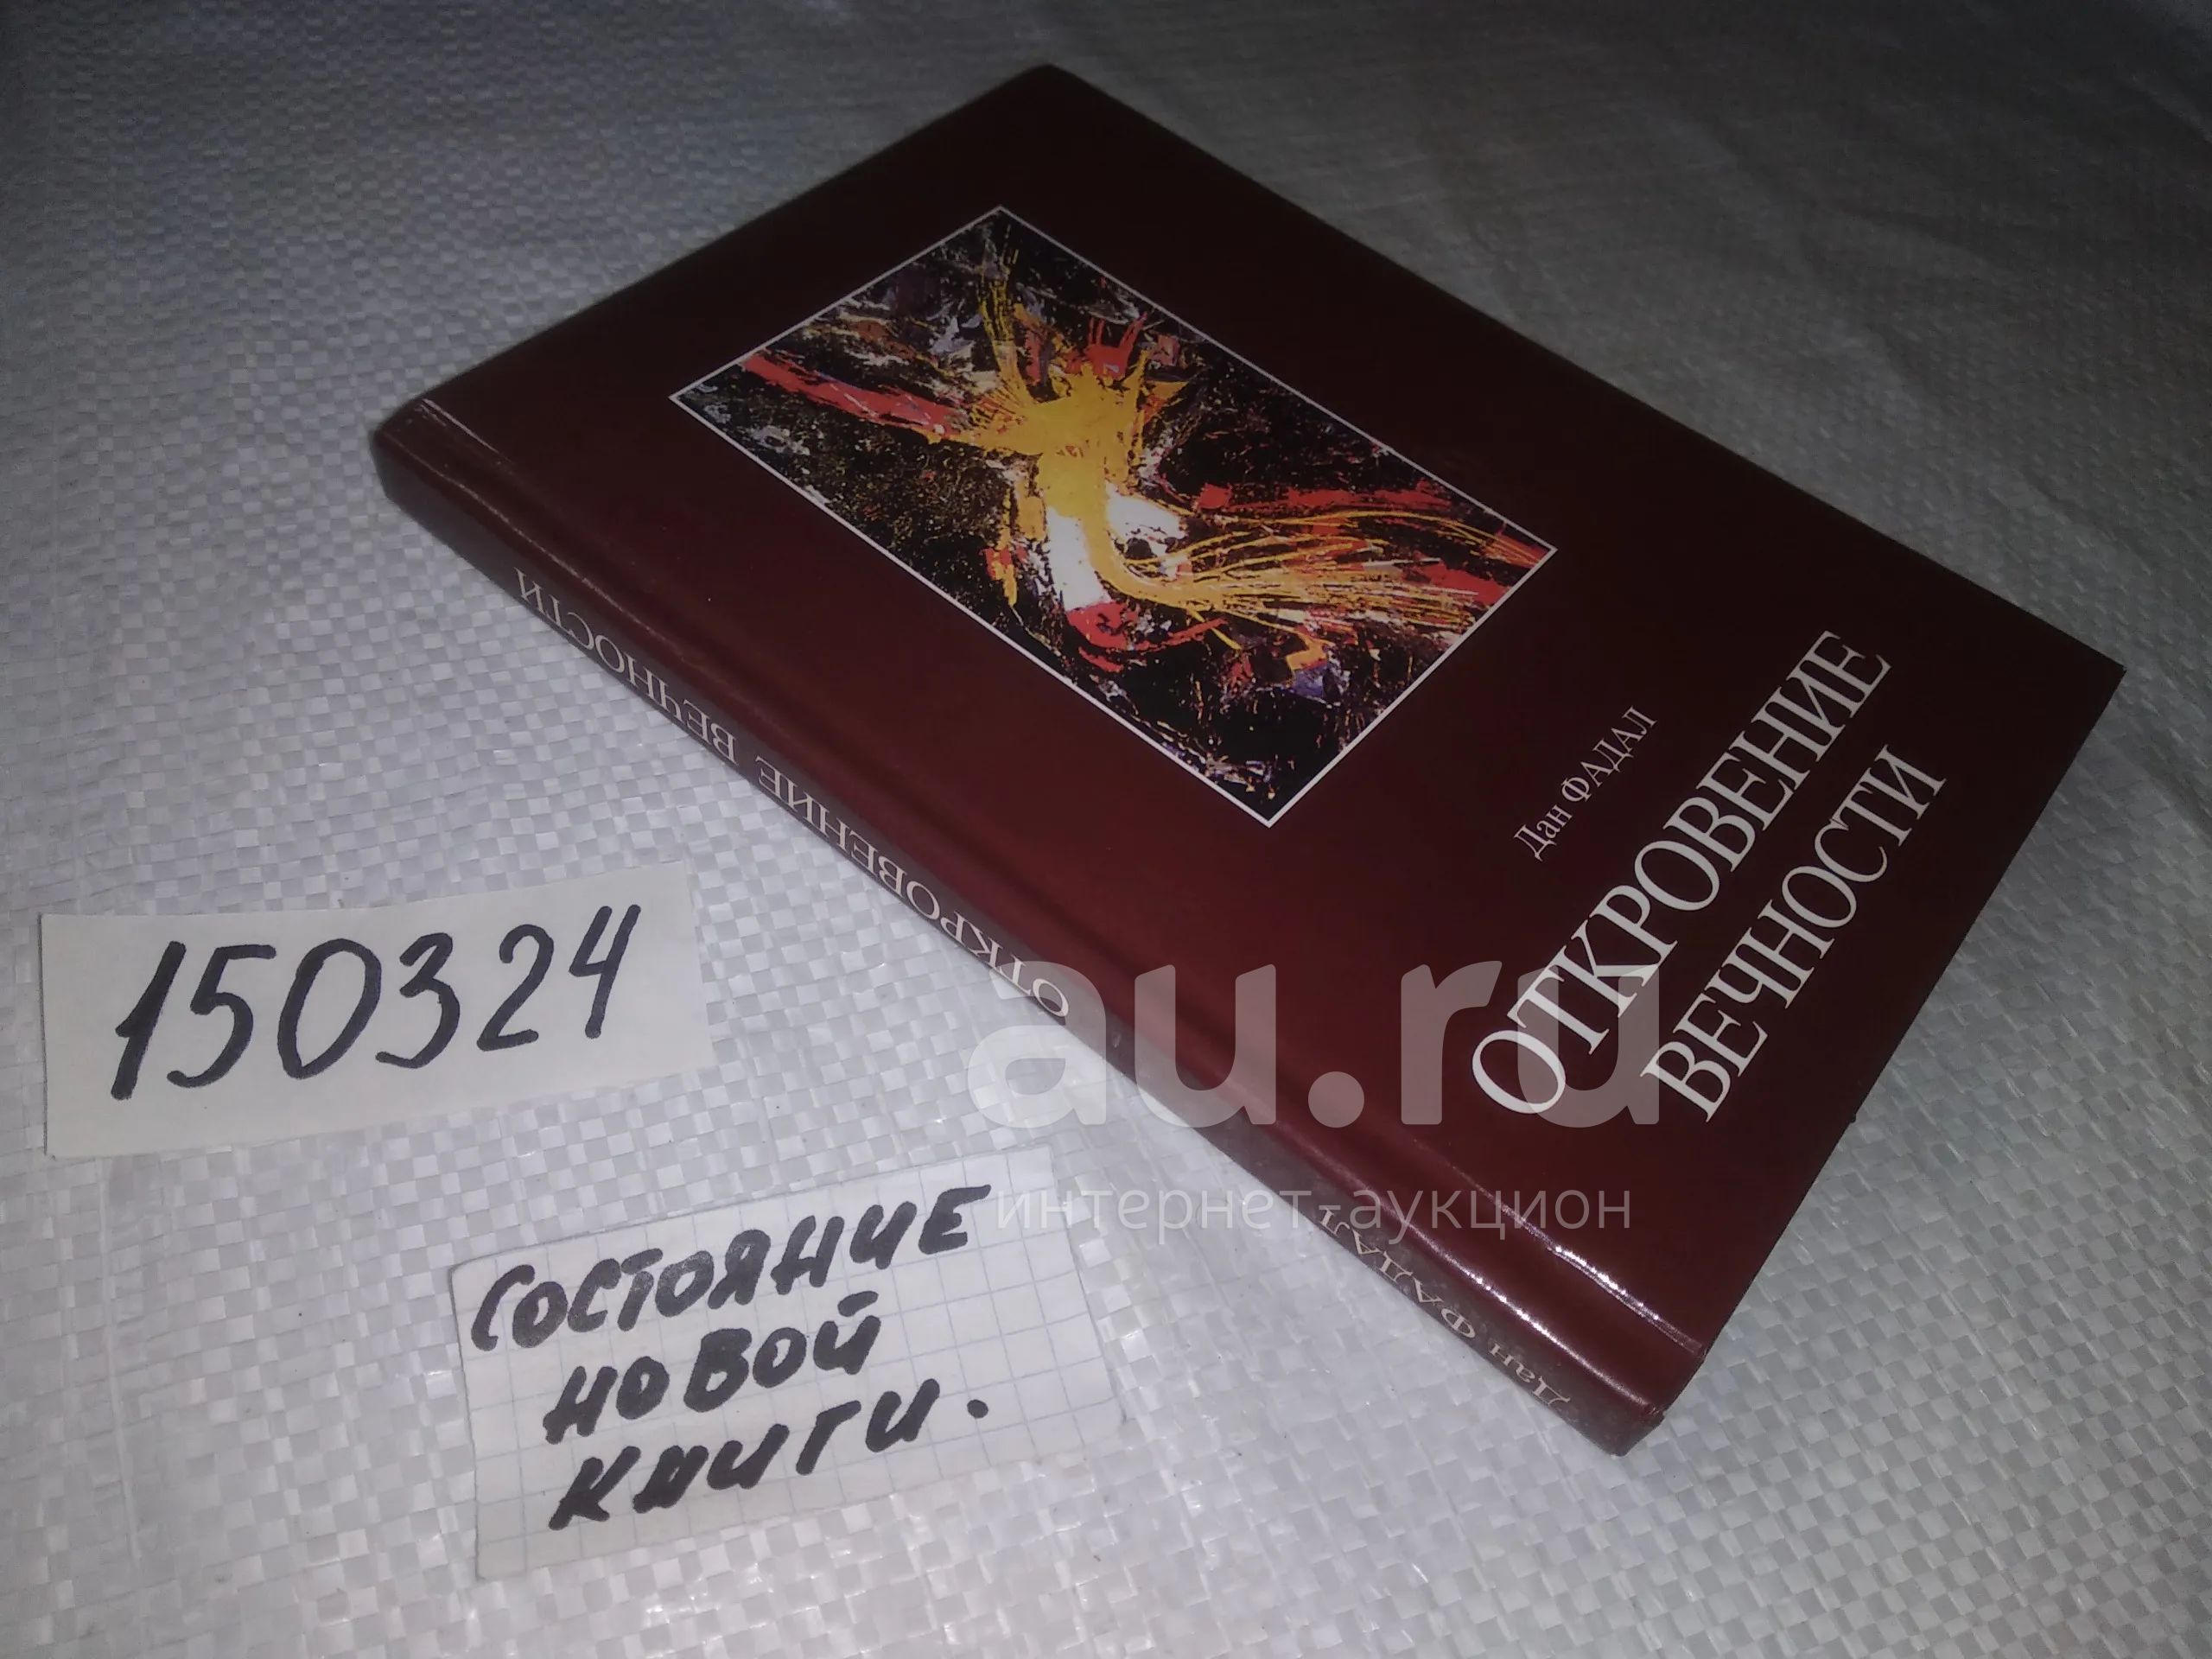 Дан ФАДАЛ
ОТКРОВЕНИЕ
ВЕЧНОСТИ
Дан ФАДАЛ
ОТКРОВЕНИЕ ВЕЧНОСТИ
150324
СОСТОЯНИЕ
НОВОЙ
КНИГИ.
au.ru
интернет-аукцион